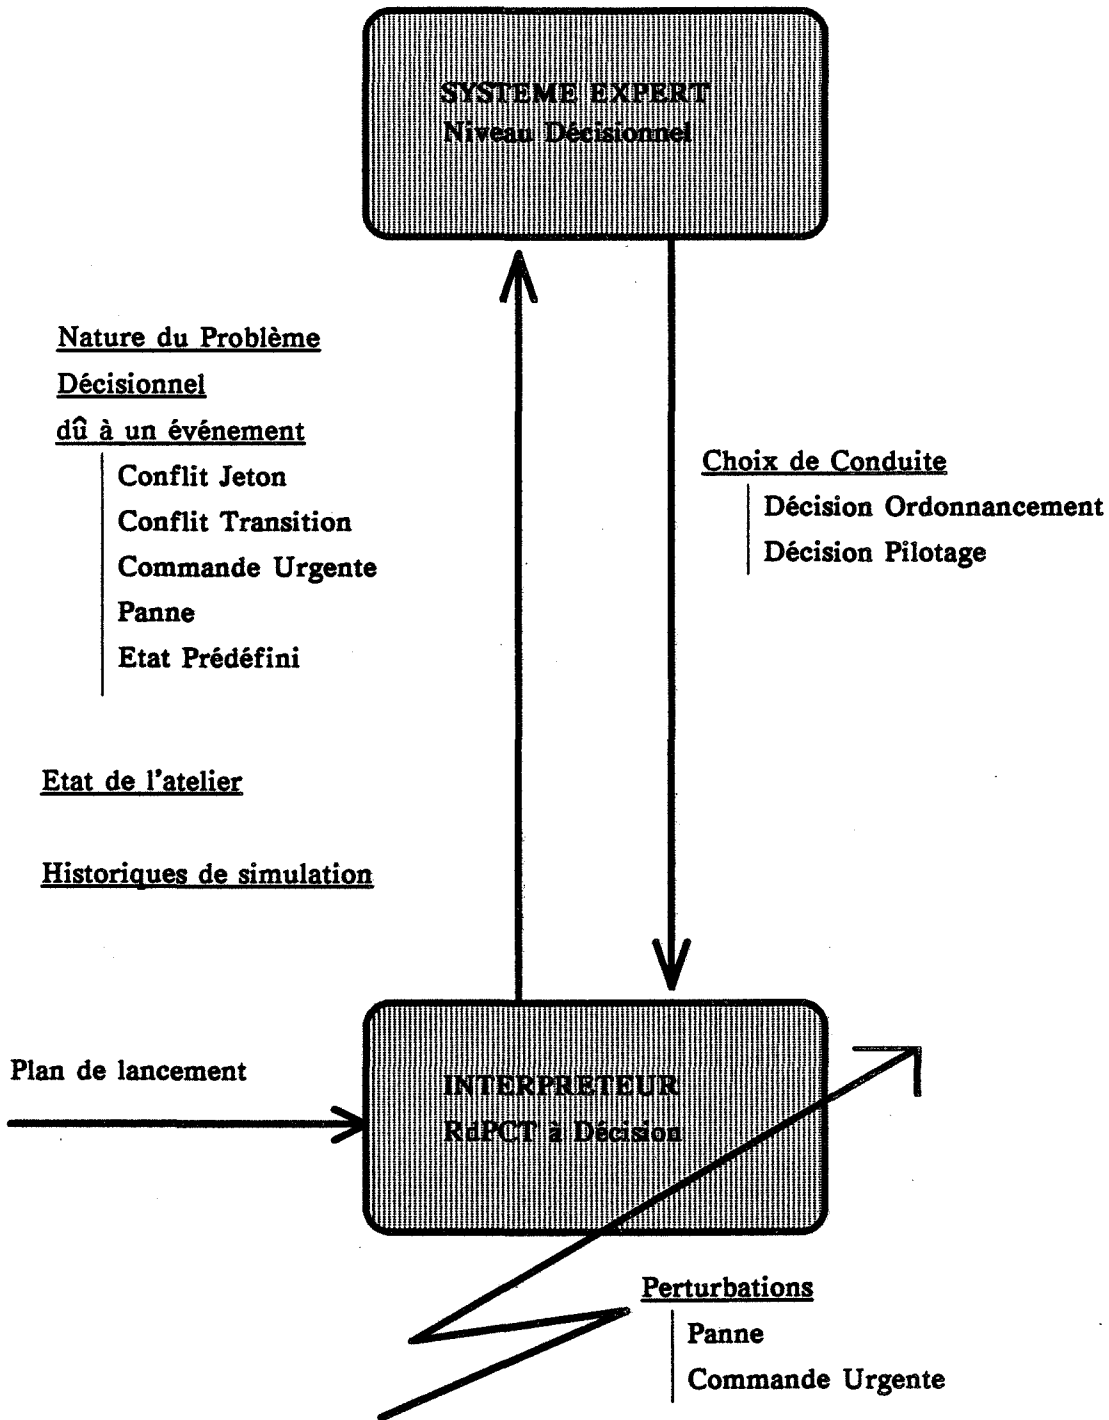 SYSTEME EXPERT
Niveau Décisionnel
Nature du Problème
Décisionnel
dû à un événement
Conflit Jeton
Conflit Transition
Commande Urgente
Panne
Etat Prédéfini
Choix de Conduite
Décision Ordonnancement
Décision Pilotage
Etat de l'atelier
Historiques de simulation
Plan de lancement
INTERPRETEUR
RdPCT à Décision
Perturbations
Panne
Commande Urgente